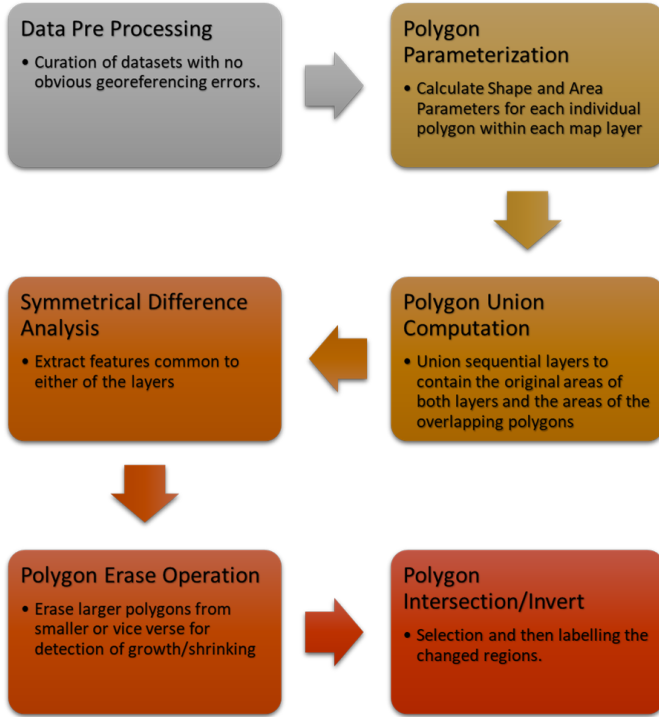 Data Pre Processing
• Curation of datasets with no
obvious georeferencing errors.
Polygon
Parameterization
• Calculate Shape and Area
Parameters for each individual
polygon within each map layer
Polygon Union
Computation
• Union sequential layers to
contain the original areas of
both layers and the areas of the
overlapping polygons
Symmetrical Difference
Analysis
• Extract features common to
either of the layers
Polygon Erase Operation
• Erase larger polygons from
smaller or vice verse for
detection of growth/shrinking
Polygon
Intersection/Invert
• Selection and then labelling the
changed regions.